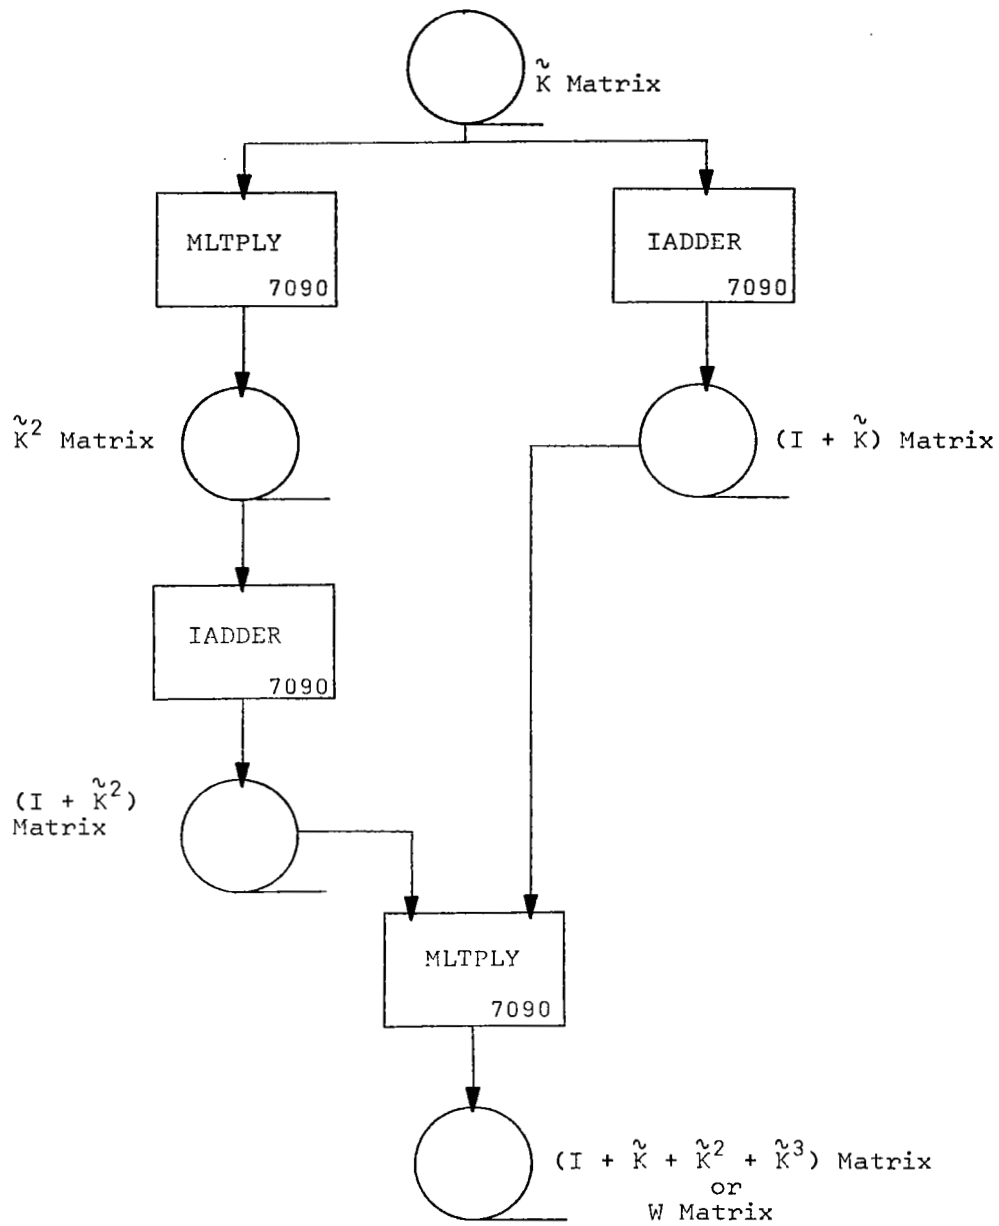 K̃ Matrix
MLTPLY
7090
IADDER
7090
K̃² Matrix
(I + K̃) Matrix
IADDER
7090
(I + K̃²)
Matrix
MLTPLY
7090
(I + K̃ + K̃² + K̃³) Matrix
or
W Matrix